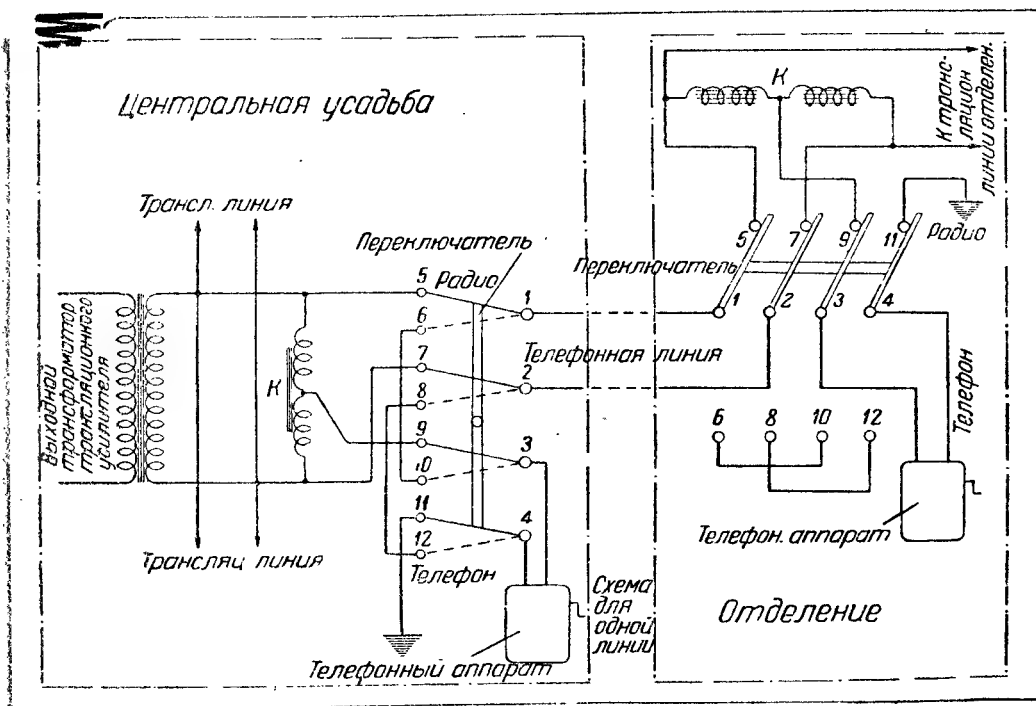 Центральная усадьба
Трансл. линия
Выходной
трансформатор
трансляционного
усилителя
К
Трансляц линия
Переключатель
Радио
5
6
7
8
9
10
11
12
1
2
3
4
Телефон
Телефонный аппарат
Схема
для
одной
линии
Телефонная линия
К
К транс-
ляцион
линии отделен.
5
7
9
11
Радио
Переключатель
1
2
3
4
6
8
10
12
Телефон
Телефон. аппарат
Отделение